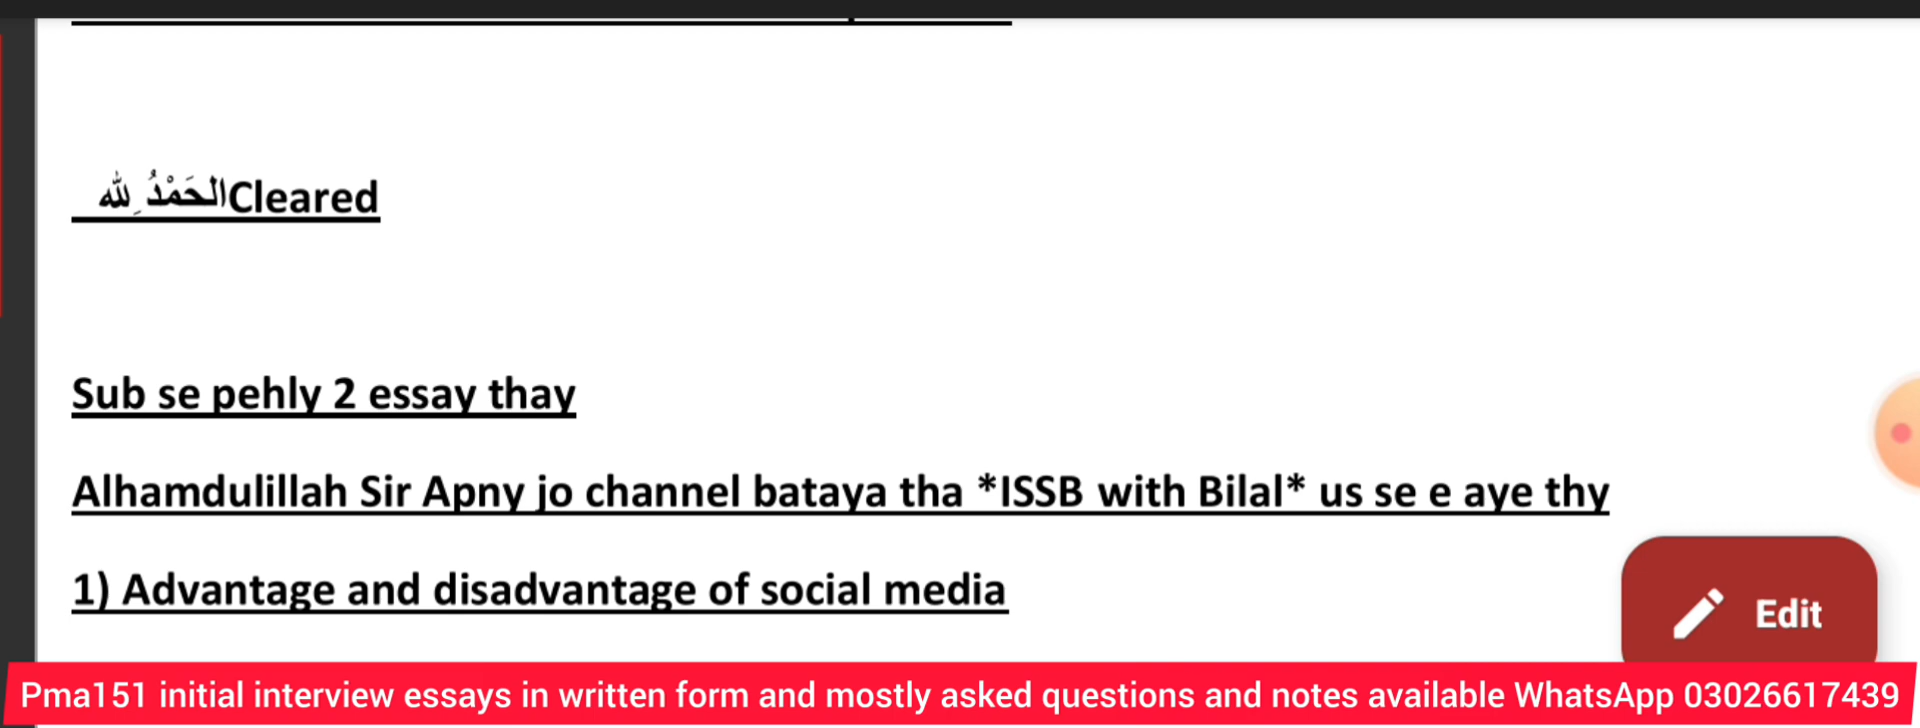 الحَمْدُ ِلله Cleared
Sub se pehly 2 essay thay
Alhamdulillah Sir Apny jo channel bataya tha *ISSB with Bilal* us se e aye thy
1) Advantage and disadvantage of social media
Edit
Pma151 initial interview essays in written form and mostly asked questions and notes available WhatsApp 03026617439